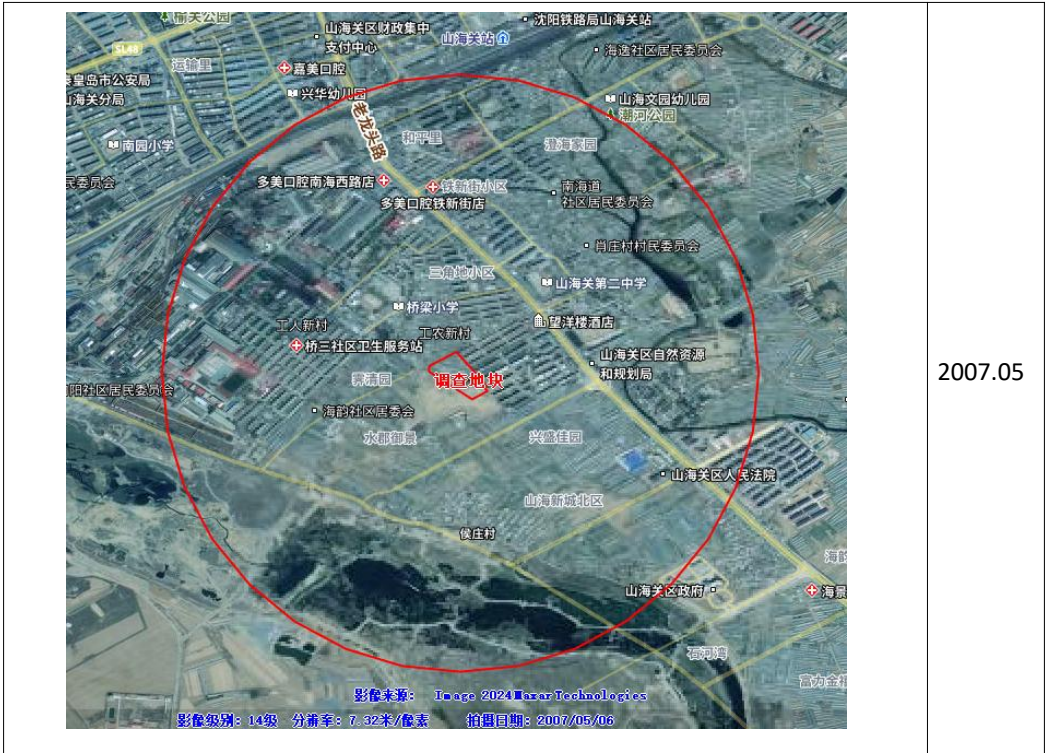 榆关公园
沈阳铁路局山海关站
山海关区财政集中
支付中心
山海关站
SL48
海逸社区居民委员会
运输里
嘉美口腔
秦皇岛市公安局
山海关分局
兴华幼儿园
山海文园幼儿园
潮河公园
老龙头路
和平里
澄海家园
南园小学
民委员会
多美口腔南海西路店
铁新街小区
多美口腔铁新街店
南海道
社区居民委员会
肖庄村村民委员会
三角地小区
山海关第二中学
桥梁小学
望洋楼酒店
工人新村
工农新村
桥三社区卫生服务站
山海关区自然资源
和规划局
霁清园
调查地块
2007.05
阳社区居民委员会
海韵社区居委会
水郡御景
兴盛佳园
山海关区人民法院
山海新城北区
侯庄村
海韵
山海关区政府
海景
石河湾
富力金禧
影像来源: Image 2024MaxarTechnologies
影像级别:14级 分辨率:7.32米/像素 拍摄日期:2007/05/06